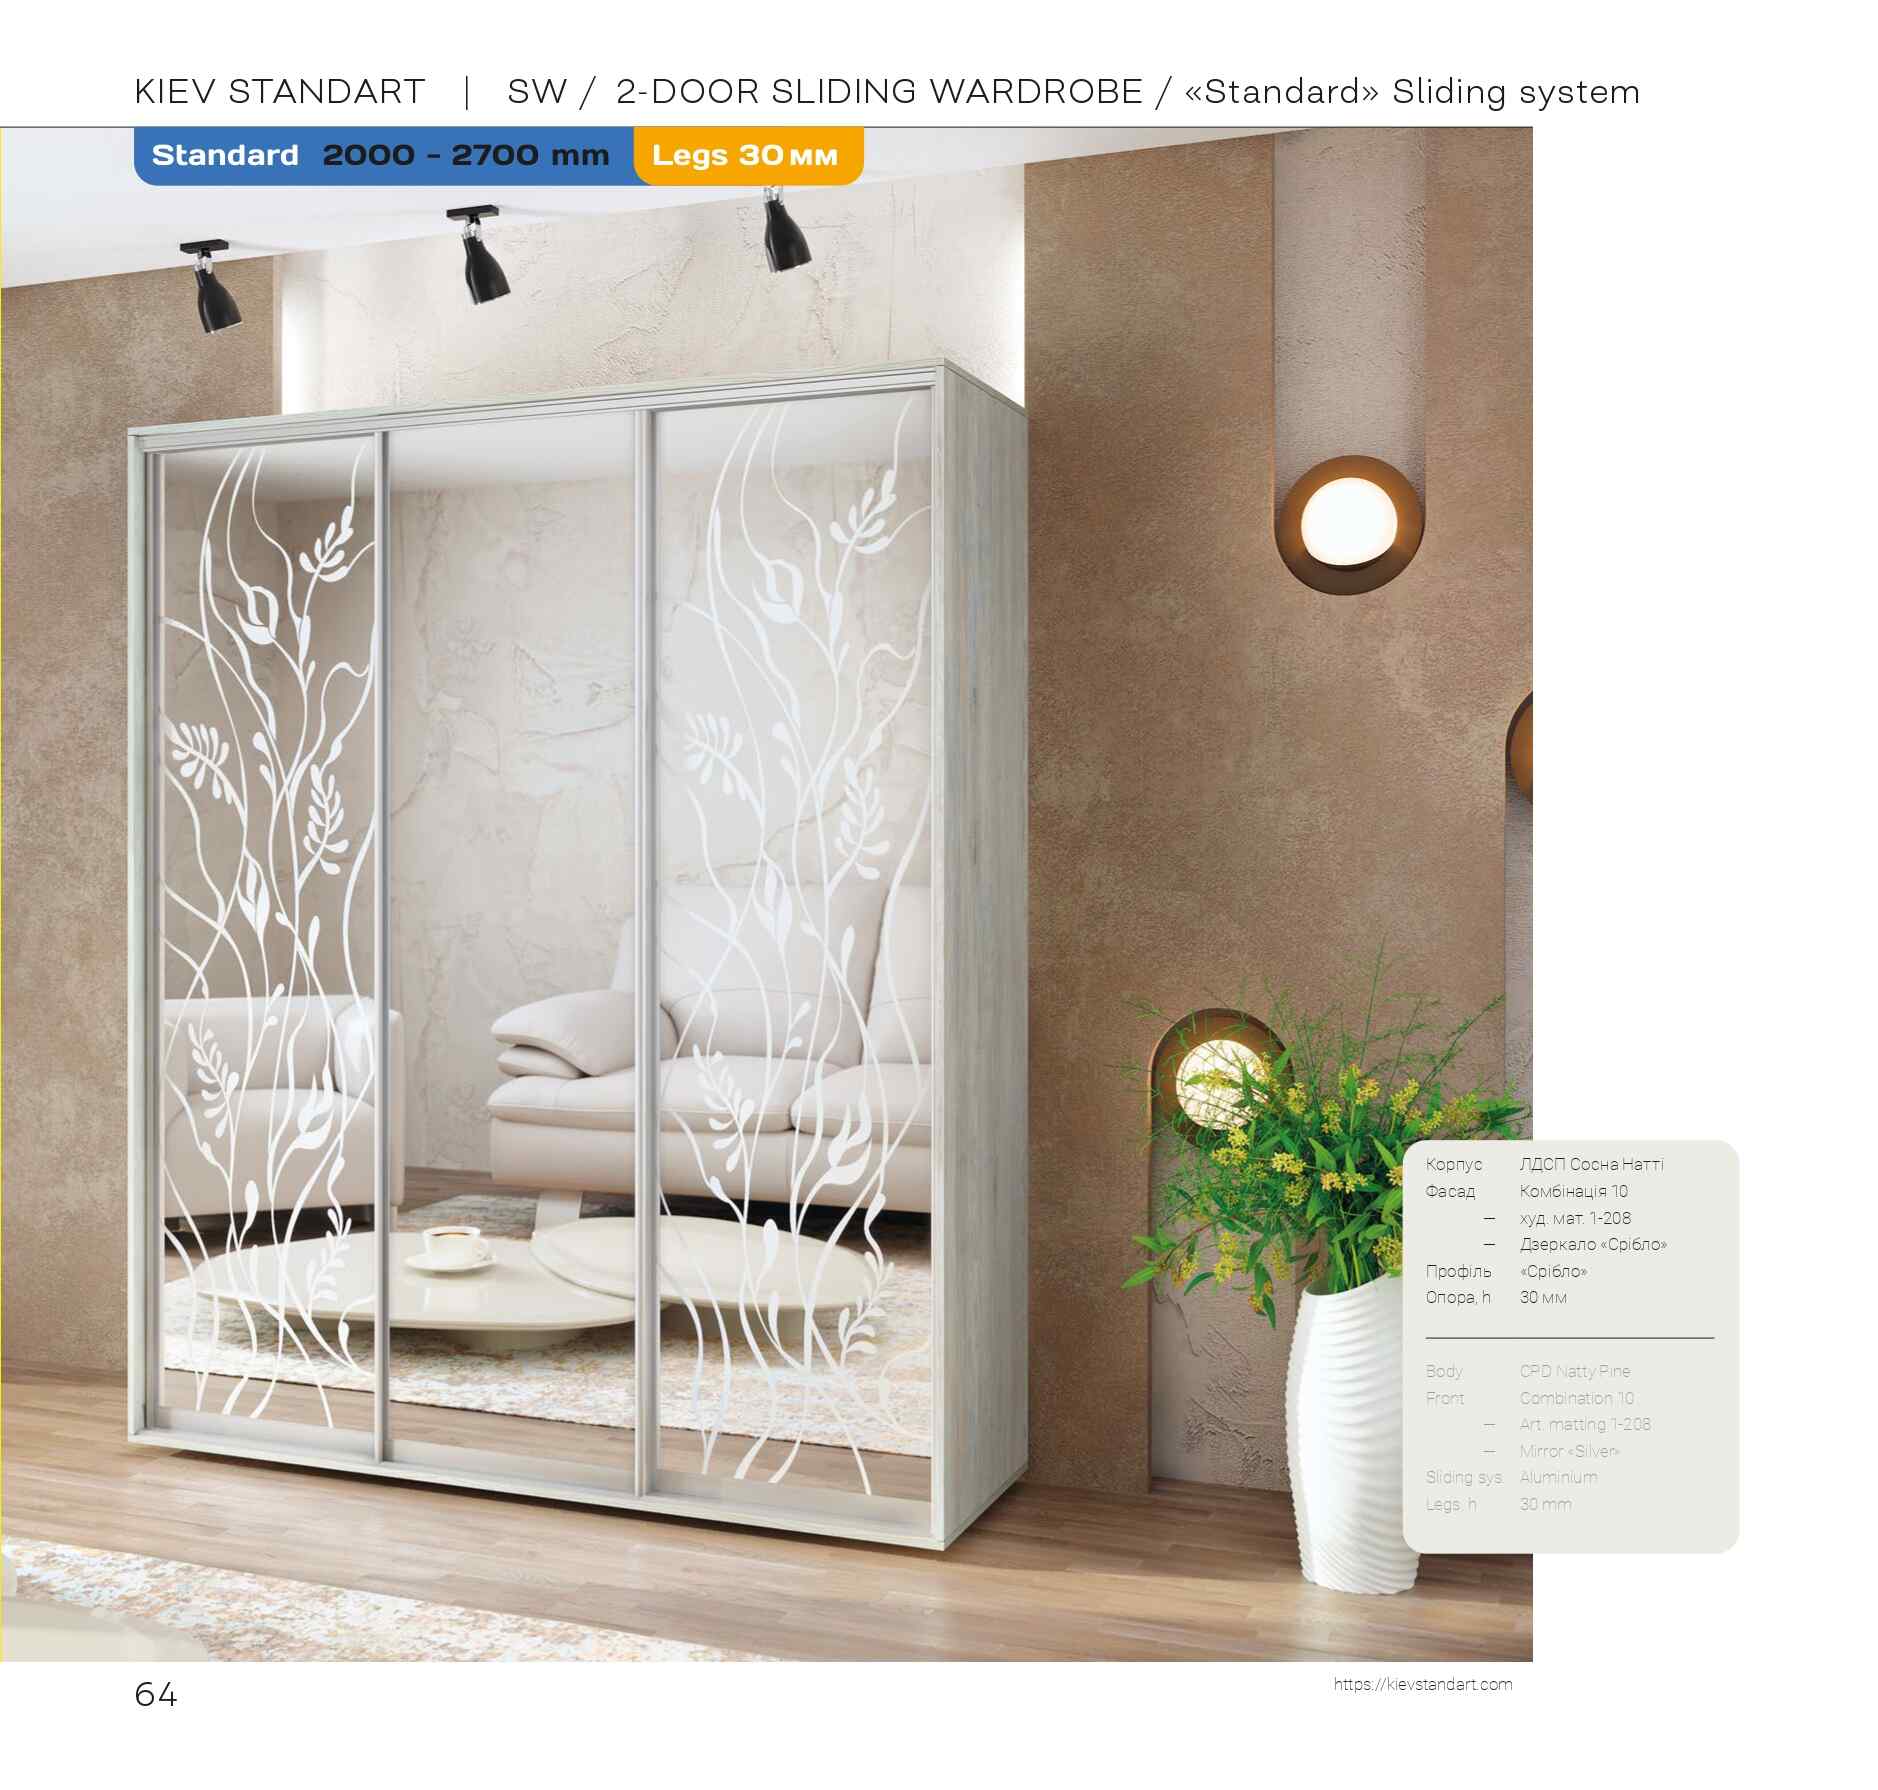 KIEV STANDART | SW / 2-DOOR SLIDING WARDROBE / «Standard» Sliding system
Standard 2000 - 2700 mm Legs 30 мм
Корпус ЛДСП Сосна Натті
Фасад Комбінація 10
— худ. мат. 1-208
— Дзеркало «Срібло»
Профіль «Срібло»
Опора, h 30 мм
Body CPD Natty Pine
Front Combination 10
— Art. matting 1-208
— Mirror «Silver»
Sliding sys. Aluminium
Legs. h 30 mm
64
https://kievstandart.com